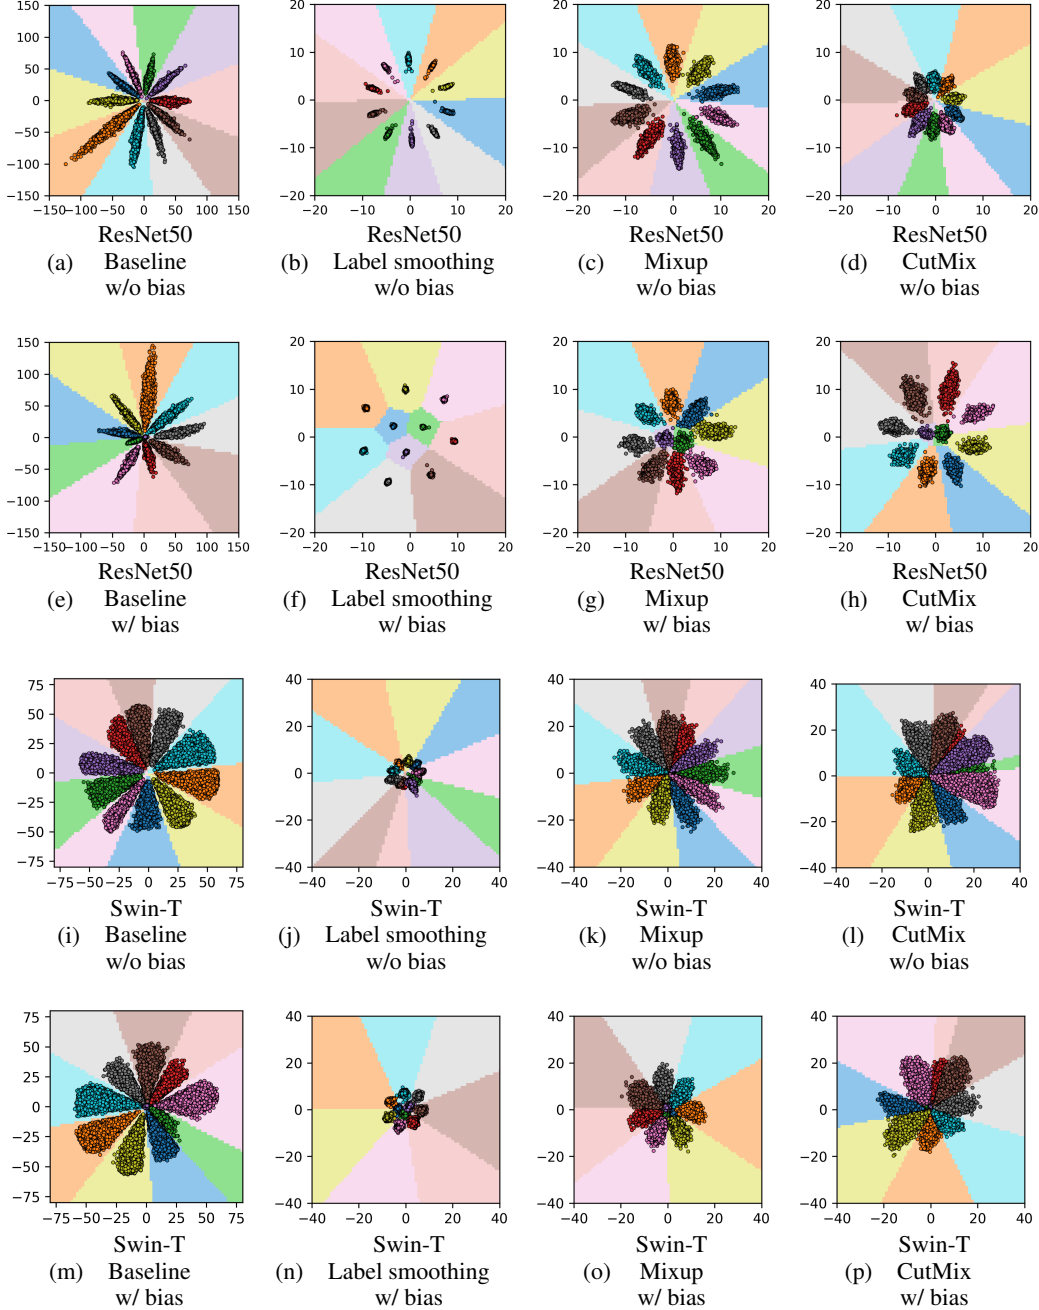 150
100
50
0
−50
−100
−150
−150−100−50 0 50 100 150
20
10
0
−10
−20
−20 −10 0 10 20
20
10
0
−10
−20
−20 −10 0 10 20
20
10
0
−10
−20
−20 −10 0 10 20
ResNet50
(a) Baseline
w/o bias
ResNet50
(b) Label smoothing
w/o bias
ResNet50
(c) Mixup
w/o bias
ResNet50
(d) CutMix
w/o bias
150
100
50
0
−50
−100
−150
−150−100−50 0 50 100 150
20
10
0
−10
−20
−20 −10 0 10 20
20
10
0
−10
−20
−20 −10 0 10 20
20
10
0
−10
−20
−20 −10 0 10 20
ResNet50
(e) Baseline
w/ bias
ResNet50
(f) Label smoothing
w/ bias
ResNet50
(g) Mixup
w/ bias
ResNet50
(h) CutMix
w/ bias
75
50
25
0
−25
−50
−75
−75−50−25 0 25 50 75
40
20
0
−20
−40
−40 −20 0 20 40
40
20
0
−20
−40
−40 −20 0 20 40
40
20
0
−20
−40
−40 −20 0 20 40
Swin-T
(i) Baseline
w/o bias
Swin-T
(j) Label smoothing
w/o bias
Swin-T
(k) Mixup
w/o bias
Swin-T
(l) CutMix
w/o bias
75
50
25
0
−25
−50
−75
−75−50−25 0 25 50 75
40
20
0
−20
−40
−40 −20 0 20 40
40
20
0
−20
−40
−40 −20 0 20 40
40
20
0
−20
−40
−40 −20 0 20 40
Swin-T
(m) Baseline
w/ bias
Swin-T
(n) Label smoothing
w/ bias
Swin-T
(o) Mixup
w/ bias
Swin-T
(p) CutMix
w/ bias